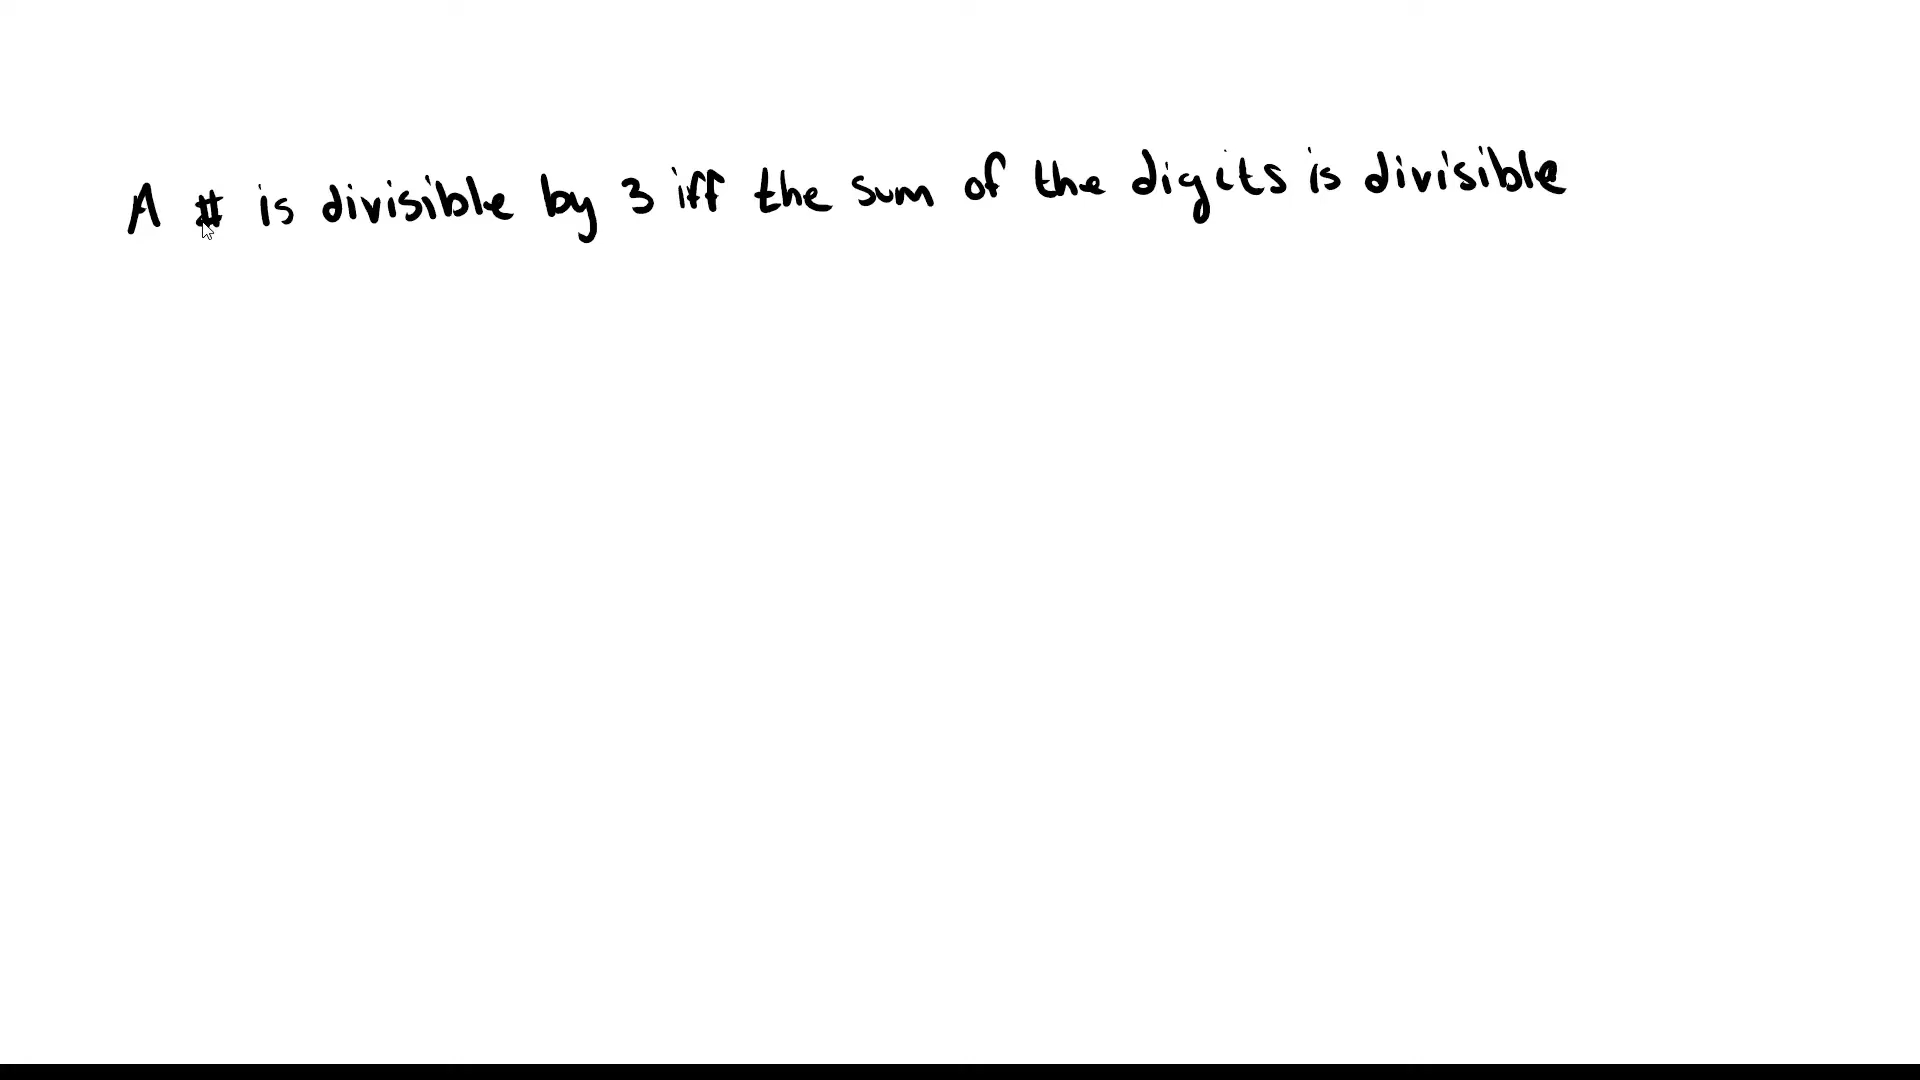 A # is divisible by 3 iff the sum of the digits is divisible